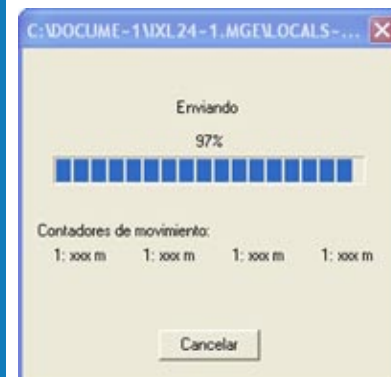 C:\DOCUME~1\IXL24~1.MGE\LOCALS~...
Enviando
97%
Contadores de movimiento:
1: xxx m 1: xxx m 1: xxx m 1: xxx m
Cancelar